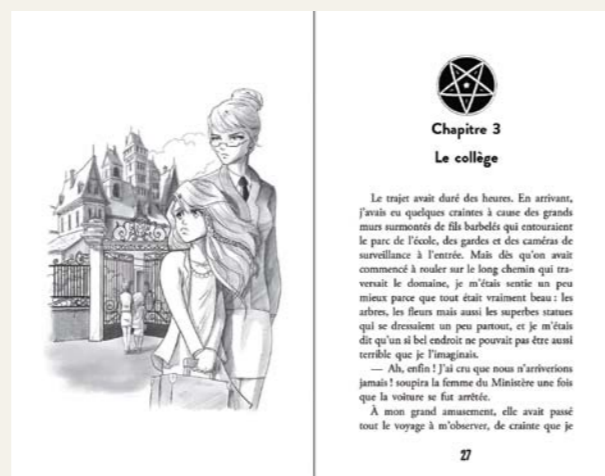 Chapitre 3
Le collège
Le trajet avait duré des heures. En arrivant,
j'avais eu quelques craintes à cause des grands
murs surmontés de fils barbelés qui entouraient
le parc de l'école, des gardes et des caméras de
surveillance à l'entrée. Mais dès qu'on avait
commencé à rouler sur le long chemin qui tra-
versait le domaine, je m'étais sentie un peu
mieux parce que tout était vraiment beau : les
arbres, les fleurs mais aussi les superbes statues
qui se dressaient un peu partout, et je m'étais
dit qu'un si bel endroit ne pouvait pas être aussi
terrible que je l'imaginais.
— Ah, enfin ! J'ai cru que nous n'arriverions
jamais ! soupira la femme du Ministère une fois
que la voiture se fut arrêtée.
À mon grand amusement, elle avait passé
tout le voyage à m'observer, de crainte que je
27